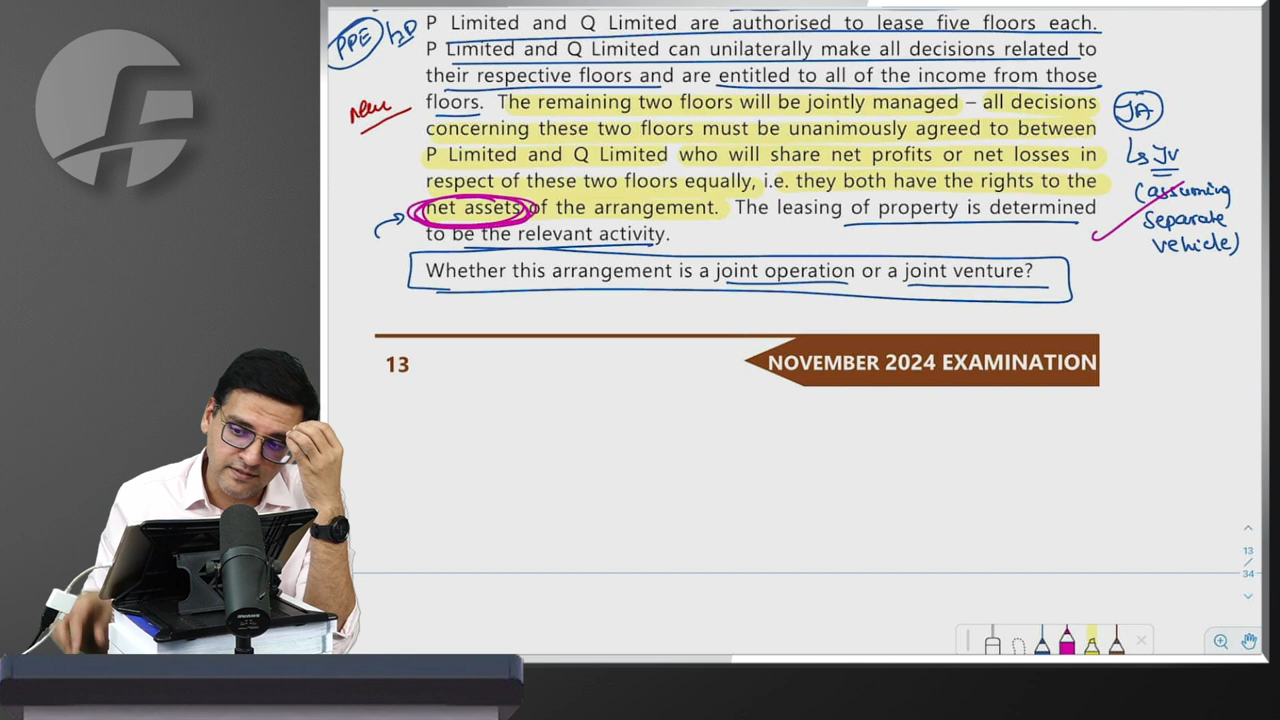 P Limited and Q Limited are authorised to lease five floors each.
P Limited and Q Limited can unilaterally make all decisions related to
their respective floors and are entitled to all of the income from those
floors. The remaining two floors will be jointly managed – all decisions
concerning these two floors must be unanimously agreed to between
P Limited and Q Limited who will share net profits or net losses in
respect of these two floors equally, i.e. they both have the rights to the
net assets of the arrangement. The leasing of property is determined
to be the relevant activity.
Whether this arrangement is a joint operation or a joint venture?
PPE
new
JA
↳ JV
(assuming
separate
vehicle)
13
NOVEMBER 2024 EXAMINATION
13
/
34